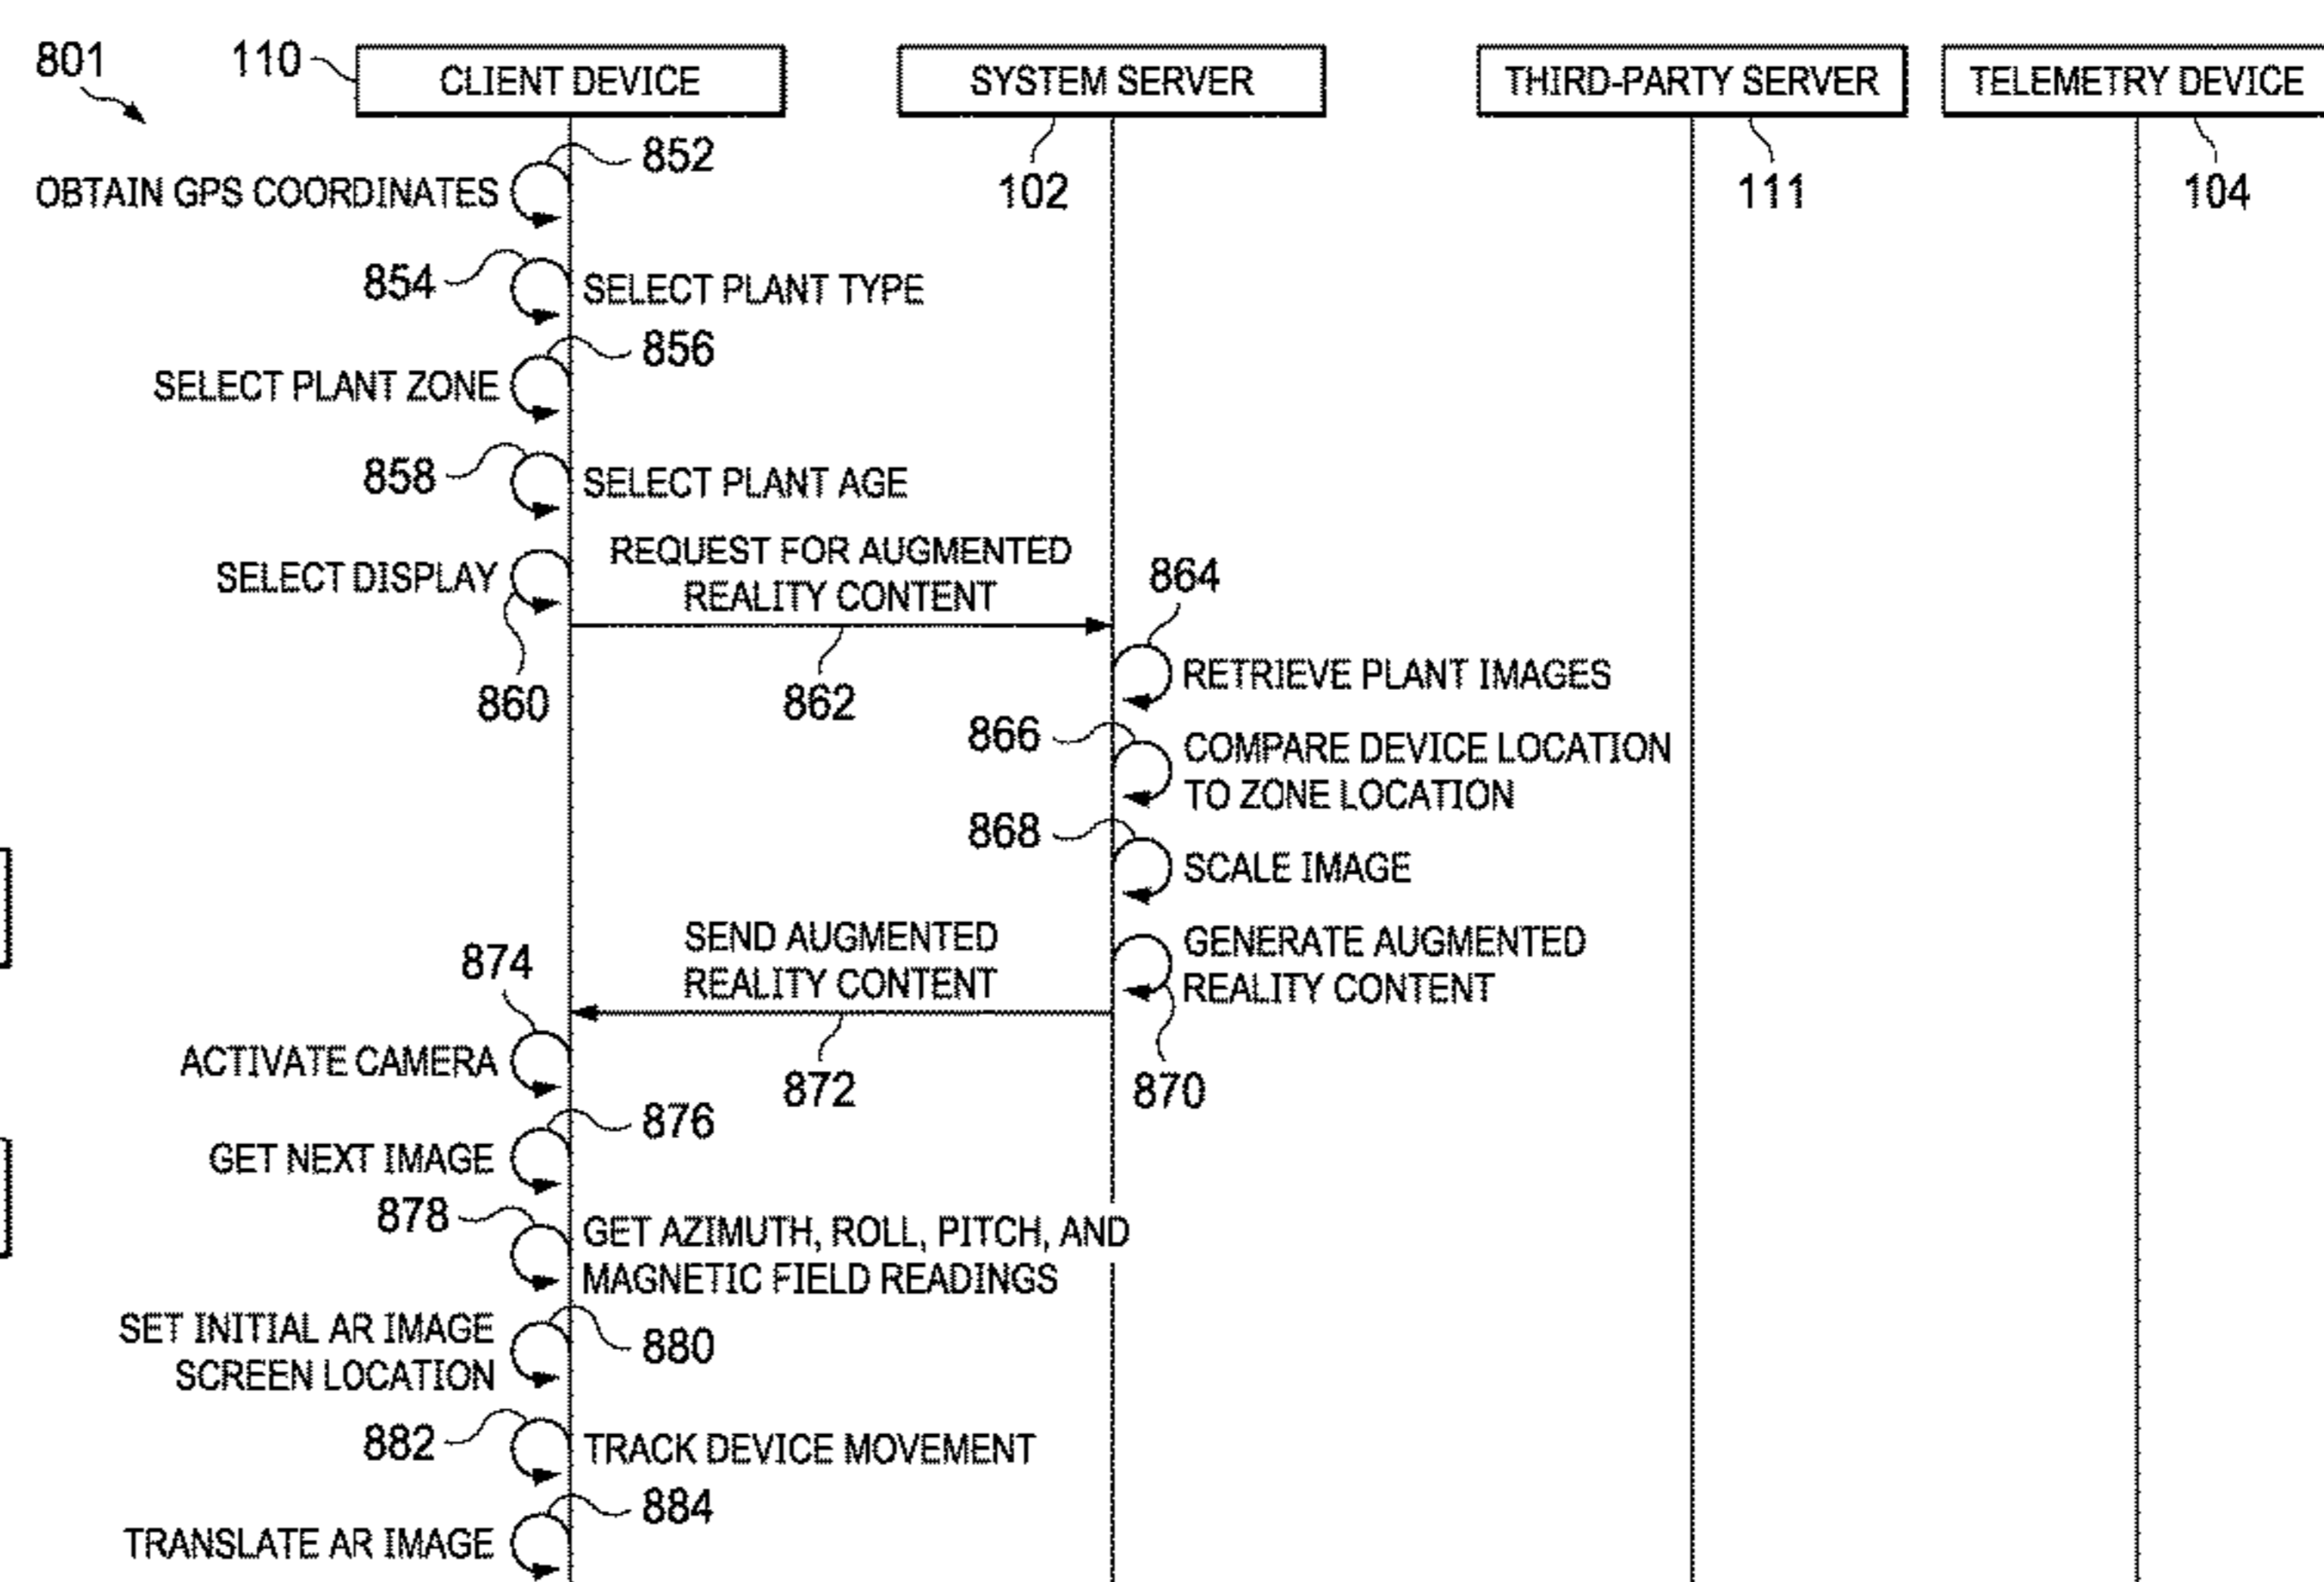 801
110
CLIENT DEVICE
SYSTEM SERVER
THIRD-PARTY SERVER
TELEMETRY DEVICE
102
111
104
852
OBTAIN GPS COORDINATES
854
SELECT PLANT TYPE
856
SELECT PLANT ZONE
858
SELECT PLANT AGE
SELECT DISPLAY
860
REQUEST FOR AUGMENTED
REALITY CONTENT
862
864
RETRIEVE PLANT IMAGES
866
COMPARE DEVICE LOCATION
TO ZONE LOCATION
868
SCALE IMAGE
GENERATE AUGMENTED
REALITY CONTENT
870
SEND AUGMENTED
REALITY CONTENT
872
874
ACTIVATE CAMERA
876
GET NEXT IMAGE
878
GET AZIMUTH, ROLL, PITCH, AND
MAGNETIC FIELD READINGS
SET INITIAL AR IMAGE
SCREEN LOCATION
880
882
TRACK DEVICE MOVEMENT
884
TRANSLATE AR IMAGE